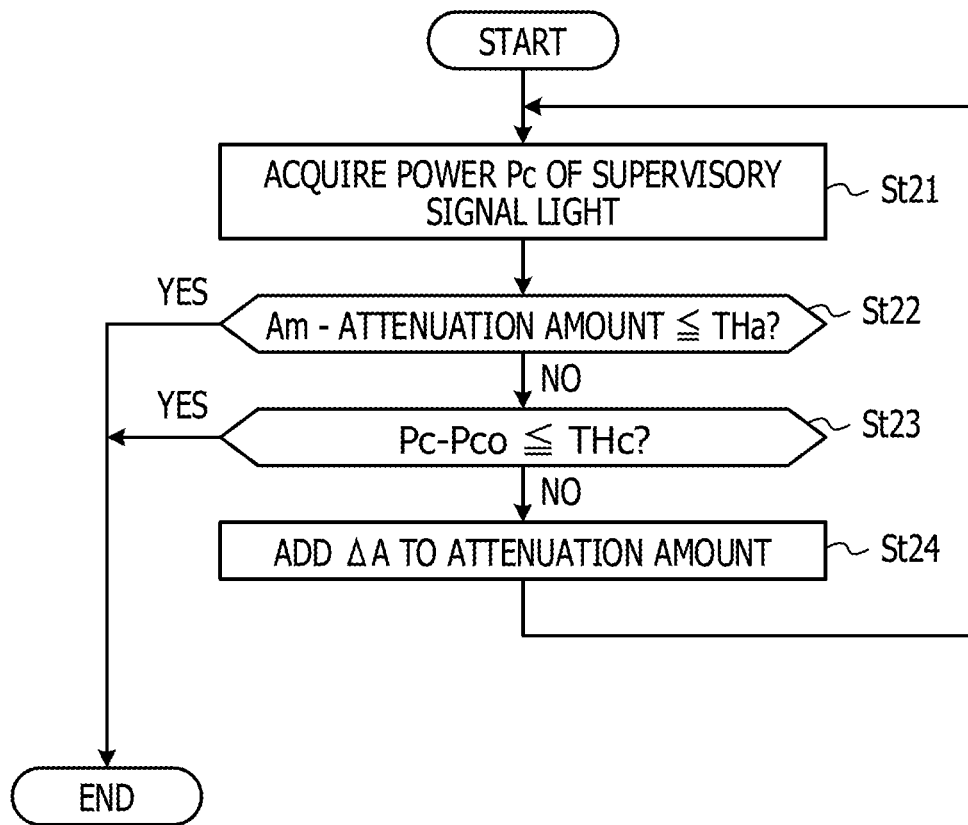 START
ACQUIRE POWER Pc OF SUPERVISORY
SIGNAL LIGHT
St21
YES
Am - ATTENUATION AMOUNT ≦ THa?
St22
NO
YES
Pc-Pco ≦ THc?
St23
NO
ADD ΔA TO ATTENUATION AMOUNT
St24
END